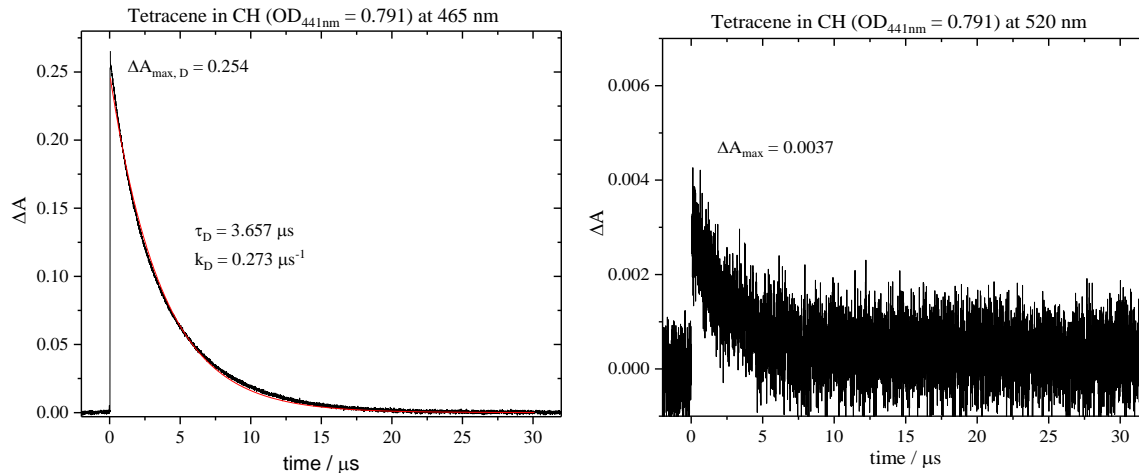 Tetracene in CH (OD441nm = 0.791) at 465 nm
ΔAmax, D = 0.254
τD = 3.657 μs
kD = 0.273 μs-1
ΔA
0.25
0.20
0.15
0.10
0.05
0.00
0 5 10 15 20 25 30
time / μs
Tetracene in CH (OD441nm = 0.791) at 520 nm
ΔAmax = 0.0037
ΔA
0.006
0.004
0.002
0.000
0 5 10 15 20 25 30
time / μs